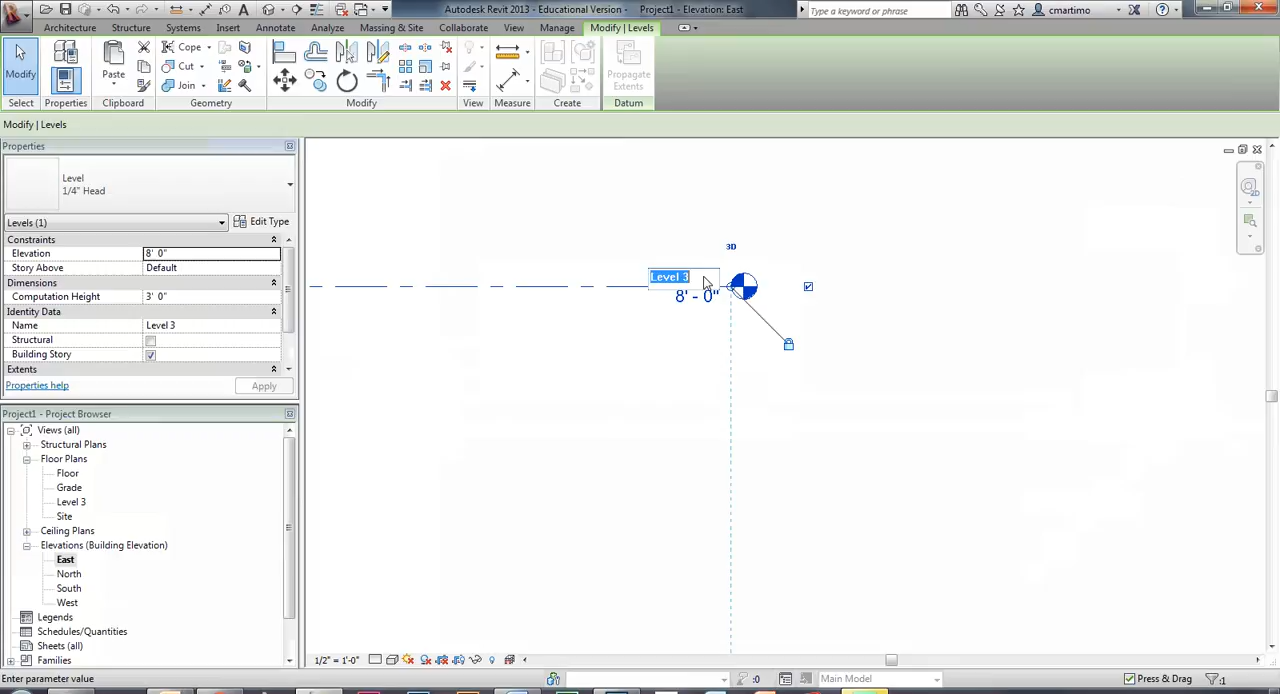 Autodesk Revit 2013 - Educational Version -    Project1 - Elevation: East
Type a keyword or phrase
cmartimo
Architecture Structure Systems Insert Annotate Analyze Massing & Site Collaborate View Manage Modify | Levels
Modify
Paste
Cope
Cut
Join
Propagate
Extents
Select Properties Clipboard Geometry Modify View Measure Create Datum
Modify | Levels
Properties
Level
1/4" Head
Levels (1)
Edit Type
Constraints
Elevation 8' 0"
Story Above Default
Dimensions
Computation Height 3' 0"
Identity Data
Name Level 3
Structural
Building Story
Extents
Properties help
Apply
Project1 - Project Browser
Views (all)
Structural Plans
Floor Plans
Floor
Grade
Level 3
Site
Ceiling Plans
Elevations (Building Elevation)
East
North
South
West
Legends
Schedules/Quantities
Sheets (all)
Families
3D
Level 3
8' - 0"
2D
1/2" = 1'-0"
Enter parameter value
:0
Main Model
Press & Drag
:1